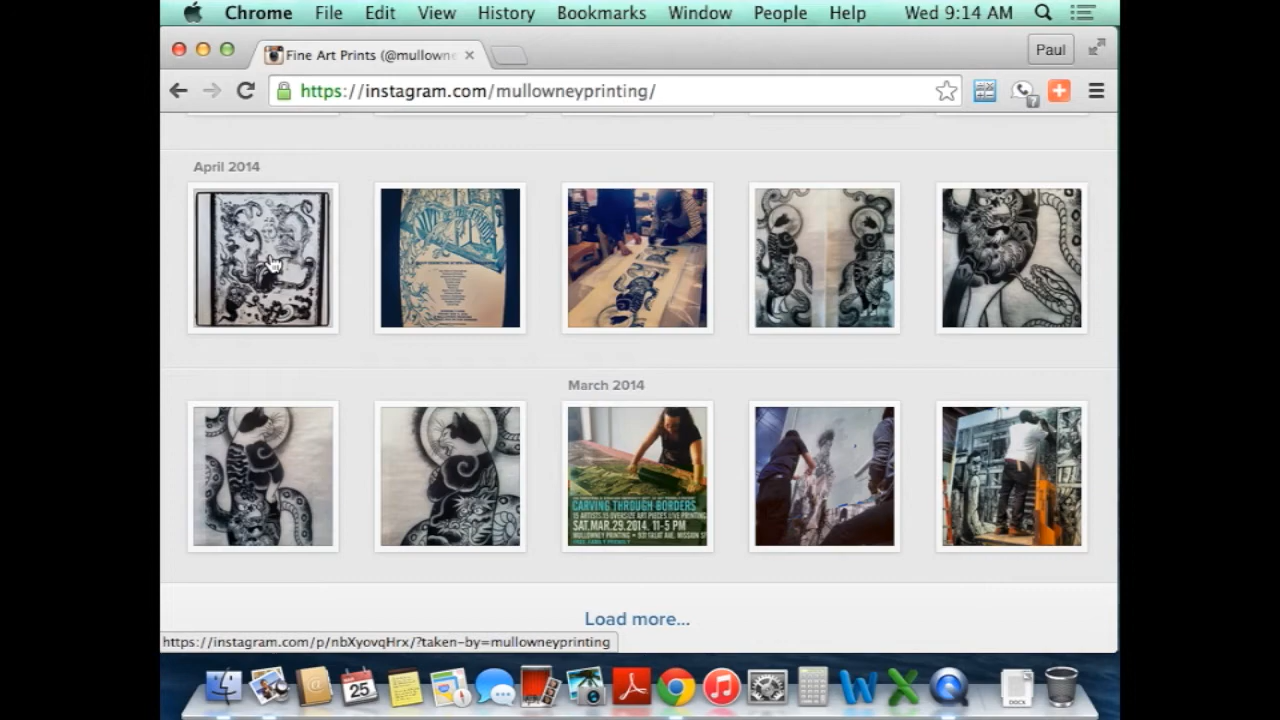 Chrome File Edit View History Bookmarks Window People Help Wed 9:14 AM
Fine Art Prints (@mullowne
Paul
https://instagram.com/mullowneyprinting/
7
April 2014
March 2014
CARVING THROUGH BORDERS
SAT.MAR.29.2014. 11-5 PM
Load more...
https://instagram.com/p/nbXyovqHrx/?taken-by=mullowneyprinting
25
DOCX